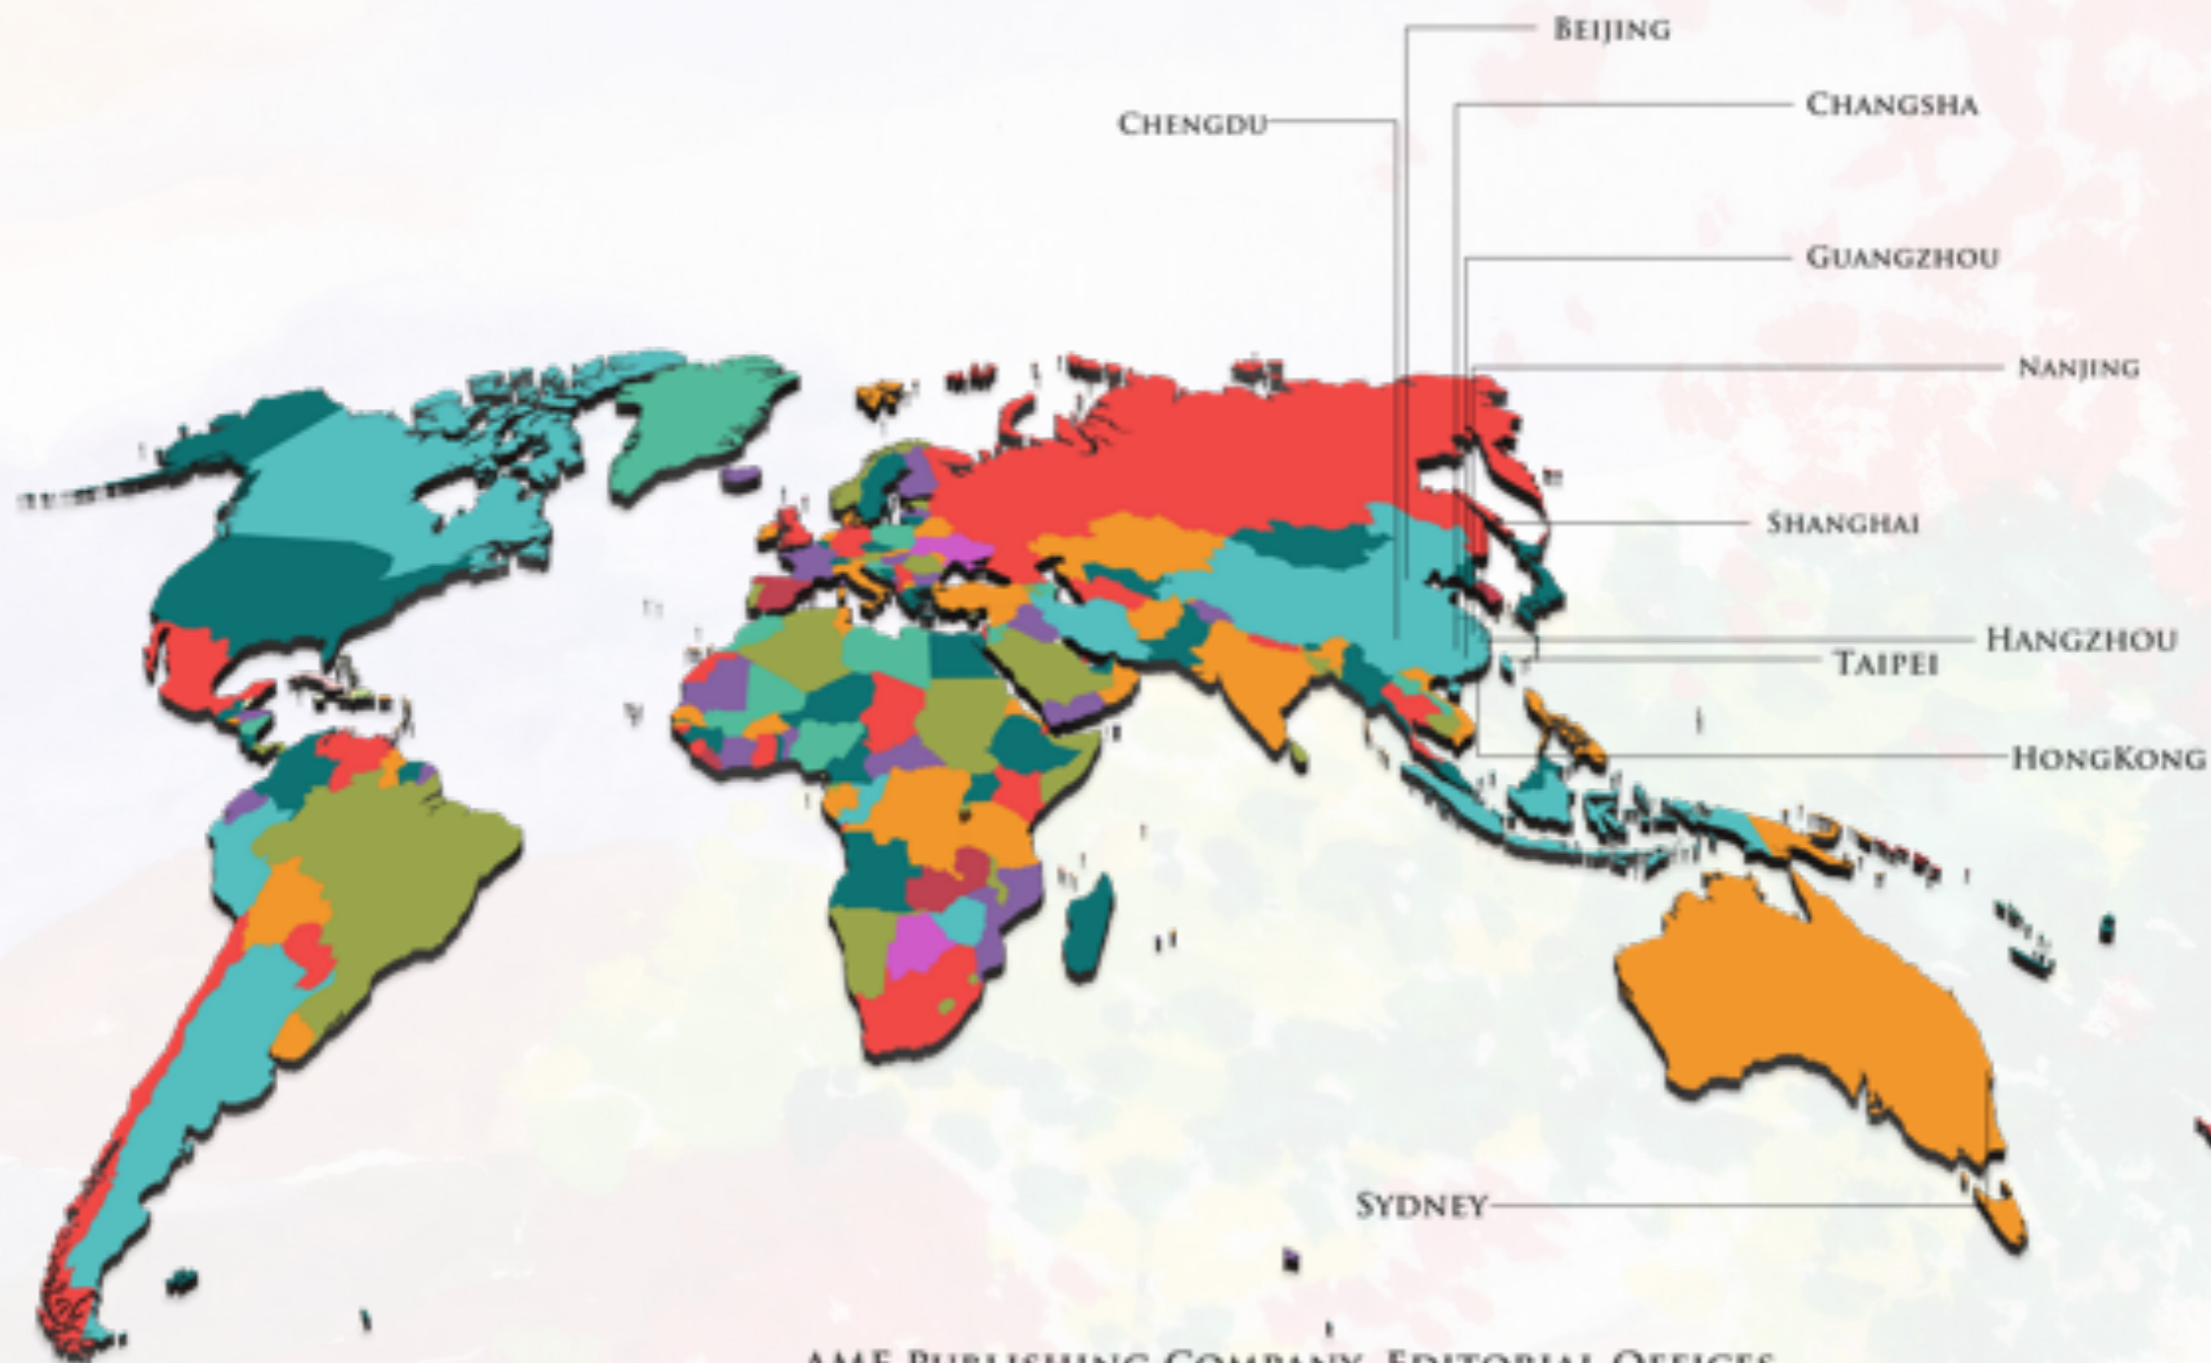 BEIJING
CHANGSHA
CHENGDU
GUANGZHOU
NANJING
SHANGHAI
HANGZHOU
TAIPEI
HONGKONG
SYDNEY
AME PUBLISHING COMPANY EDITORIAL OFFICES